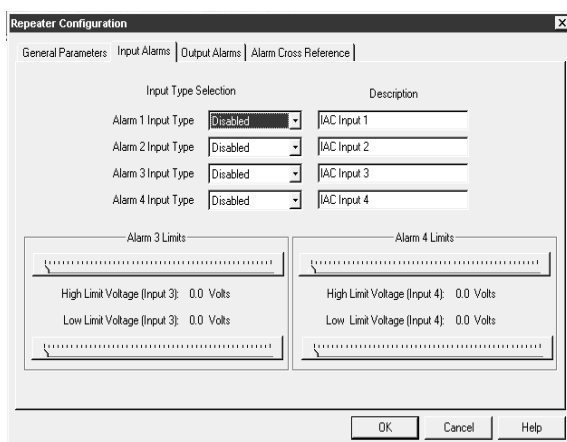 Repeater Configuration
General Parameters Input Alarms Output Alarms Alarm Cross Reference
Input Type Selection Description
Alarm 1 Input Type Disabled IAC Input 1
Alarm 2 Input Type Disabled IAC Input 2
Alarm 3 Input Type Disabled IAC Input 3
Alarm 4 Input Type Disabled IAC Input 4
Alarm 3 Limits Alarm 4 Limits
High Limit Voltage (Input 3): 0.0 Volts High Limit Voltage (Input 4): 0.0 Volts
Low Limit Voltage (Input 3): 0.0 Volts Low Limit Voltage (Input 4): 0.0 Volts
OK Cancel Help